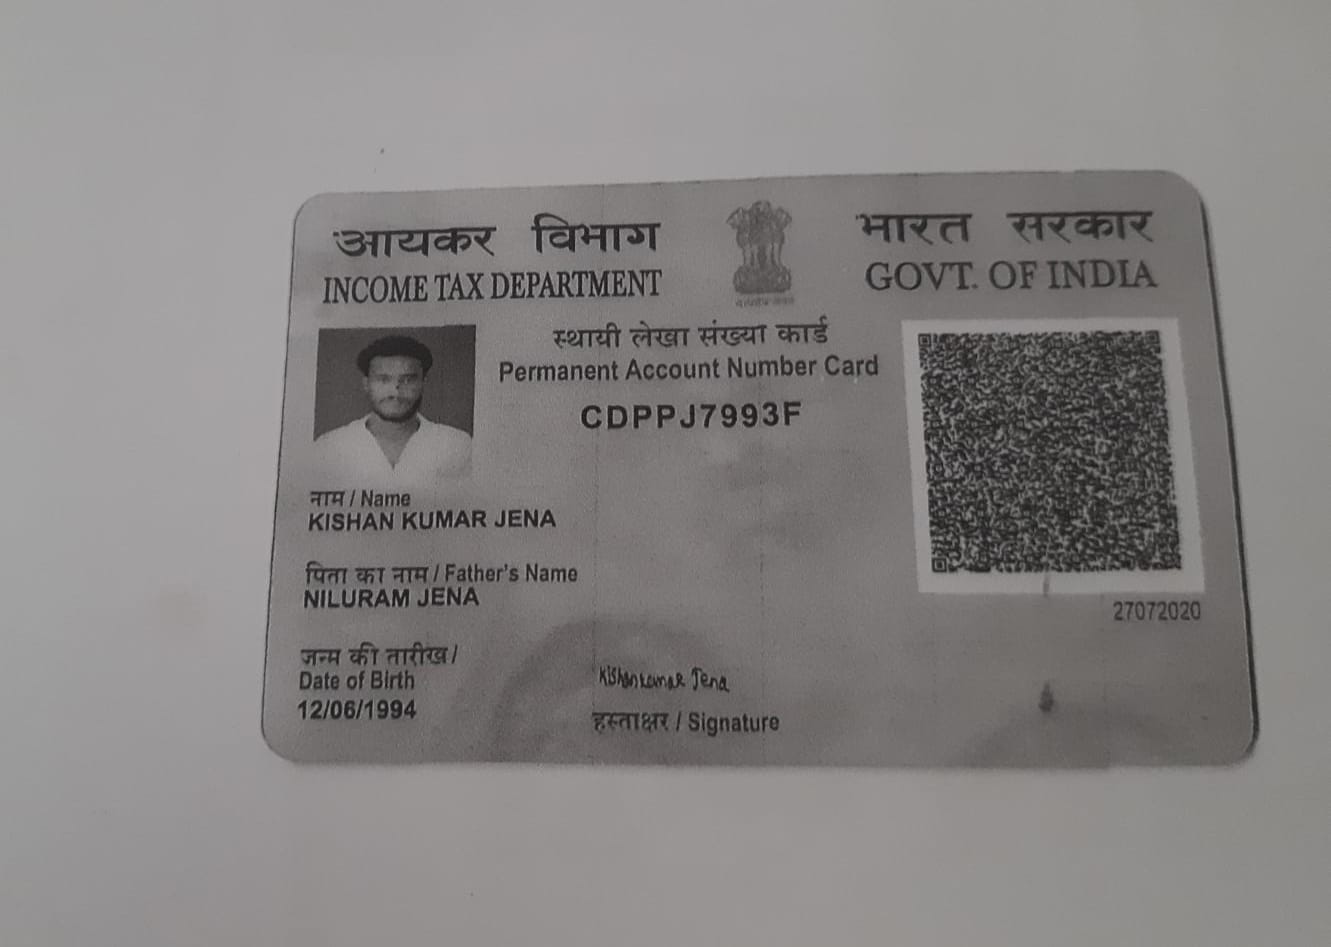 आयकर विभाग
INCOME TAX DEPARTMENT
भारत सरकार
GOVT. OF INDIA
स्थायी लेखा संख्या कार्ड
Permanent Account Number Card
CDPPJ7993F
नाम / Name
KISHAN KUMAR JENA
पिता का नाम / Father's Name
NILURAM JENA
27072020
जन्म की तारीख /
Date of Birth
12/06/1994
Kishan kumar Jena
हस्ताक्षर / Signature